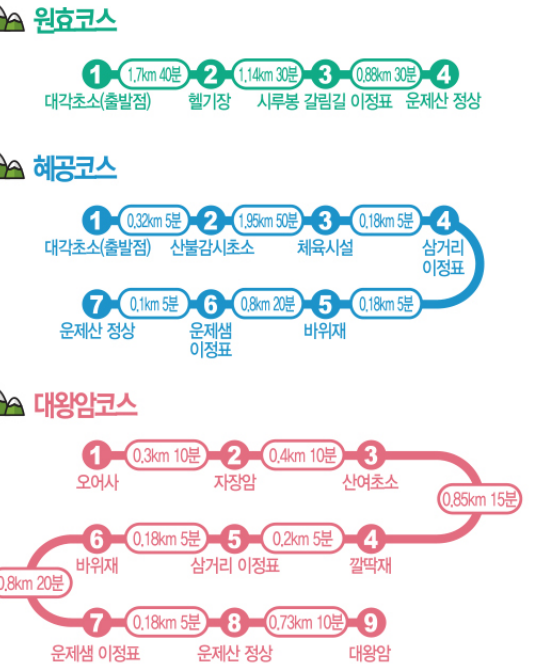 원효코스
1 1.7km 40분 2 1.14km 30분 3 0.88km 30분 4
대각초소(출발점) 헬기장 시루봉 갈림길 이정표 운제산 정상
혜공코스
1 0.32km 5분 2 1.95km 50분 3 0.18km 5분 4
대각초소(출발점) 산불감시초소 체육시설 삼거리
이정표
7 0.1km 5분 6 0.8km 20분 5 0.18km 5분
운제산 정상 운제샘 바위재
이정표
대왕암코스
1 0.3km 10분 2 0.4km 10분 3
오어사 자장암 산여초소
0.85km 15분
6 0.18km 5분 5 0.2km 5분 4
바위재 삼거리 이정표 깔딱재
0.8km 20분
7 0.18km 5분 8 0.73km 10분 9
운제샘 이정표 운제산 정상 대왕암